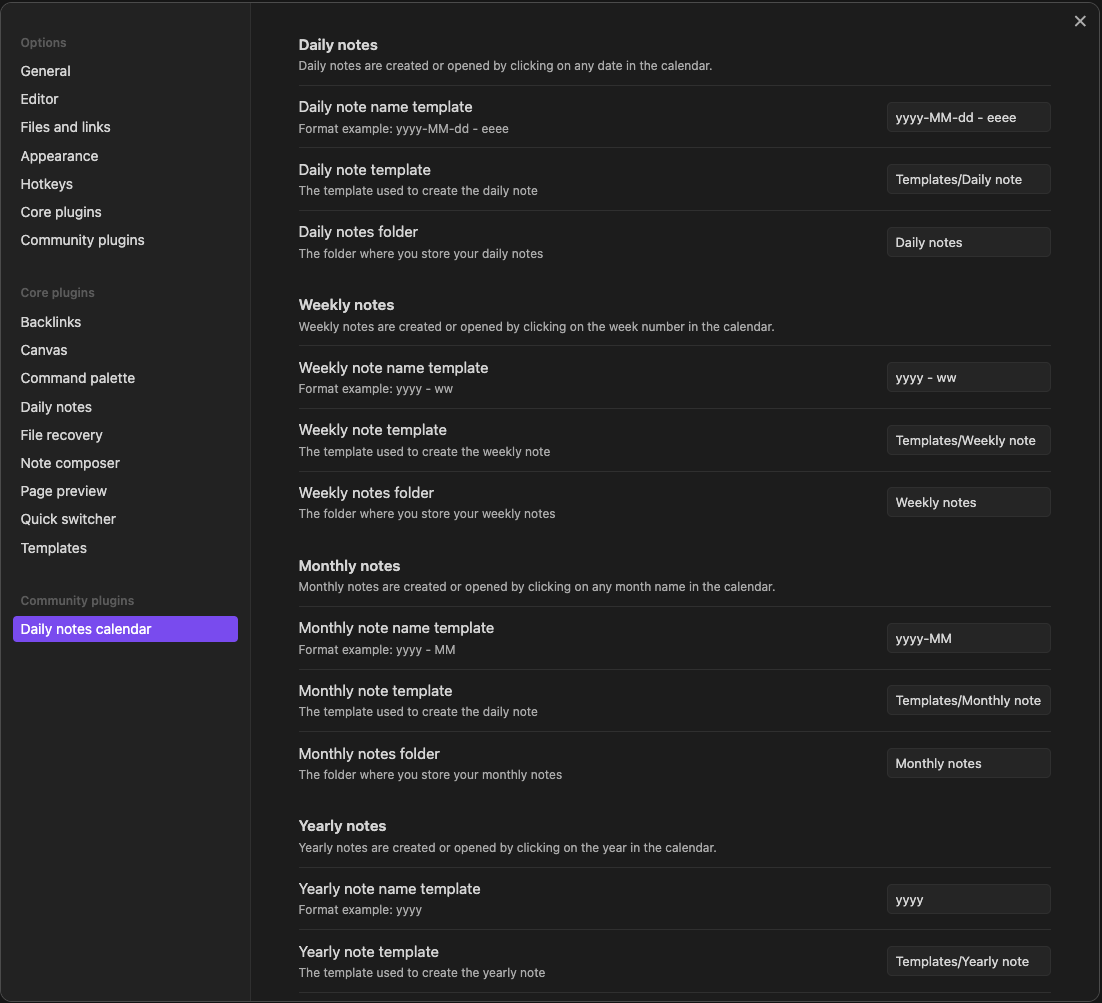 Options
General
Editor
Files and links
Appearance
Hotkeys
Core plugins
Community plugins
Core plugins
Backlinks
Canvas
Command palette
Daily notes
File recovery
Note composer
Page preview
Quick switcher
Templates
Community plugins
Daily notes calendar
Daily notes
Daily notes are created or opened by clicking on any date in the calendar.
Daily note name template
Format example: yyyy-MM-dd - eeee
yyyy-MM-dd - eeee
Daily note template
The template used to create the daily note
Templates/Daily note
Daily notes folder
The folder where you store your daily notes
Daily notes
Weekly notes
Weekly notes are created or opened by clicking on the week number in the calendar.
Weekly note name template
Format example: yyyy - ww
yyyy - ww
Weekly note template
The template used to create the weekly note
Templates/Weekly note
Weekly notes folder
The folder where you store your weekly notes
Weekly notes
Monthly notes
Monthly notes are created or opened by clicking on any month name in the calendar.
Monthly note name template
Format example: yyyy - MM
yyyy-MM
Monthly note template
The template used to create the daily note
Templates/Monthly note
Monthly notes folder
The folder where you store your monthly notes
Monthly notes
Yearly notes
Yearly notes are created or opened by clicking on the year in the calendar.
Yearly note name template
Format example: yyyy
yyyy
Yearly note template
The template used to create the yearly note
Templates/Yearly note